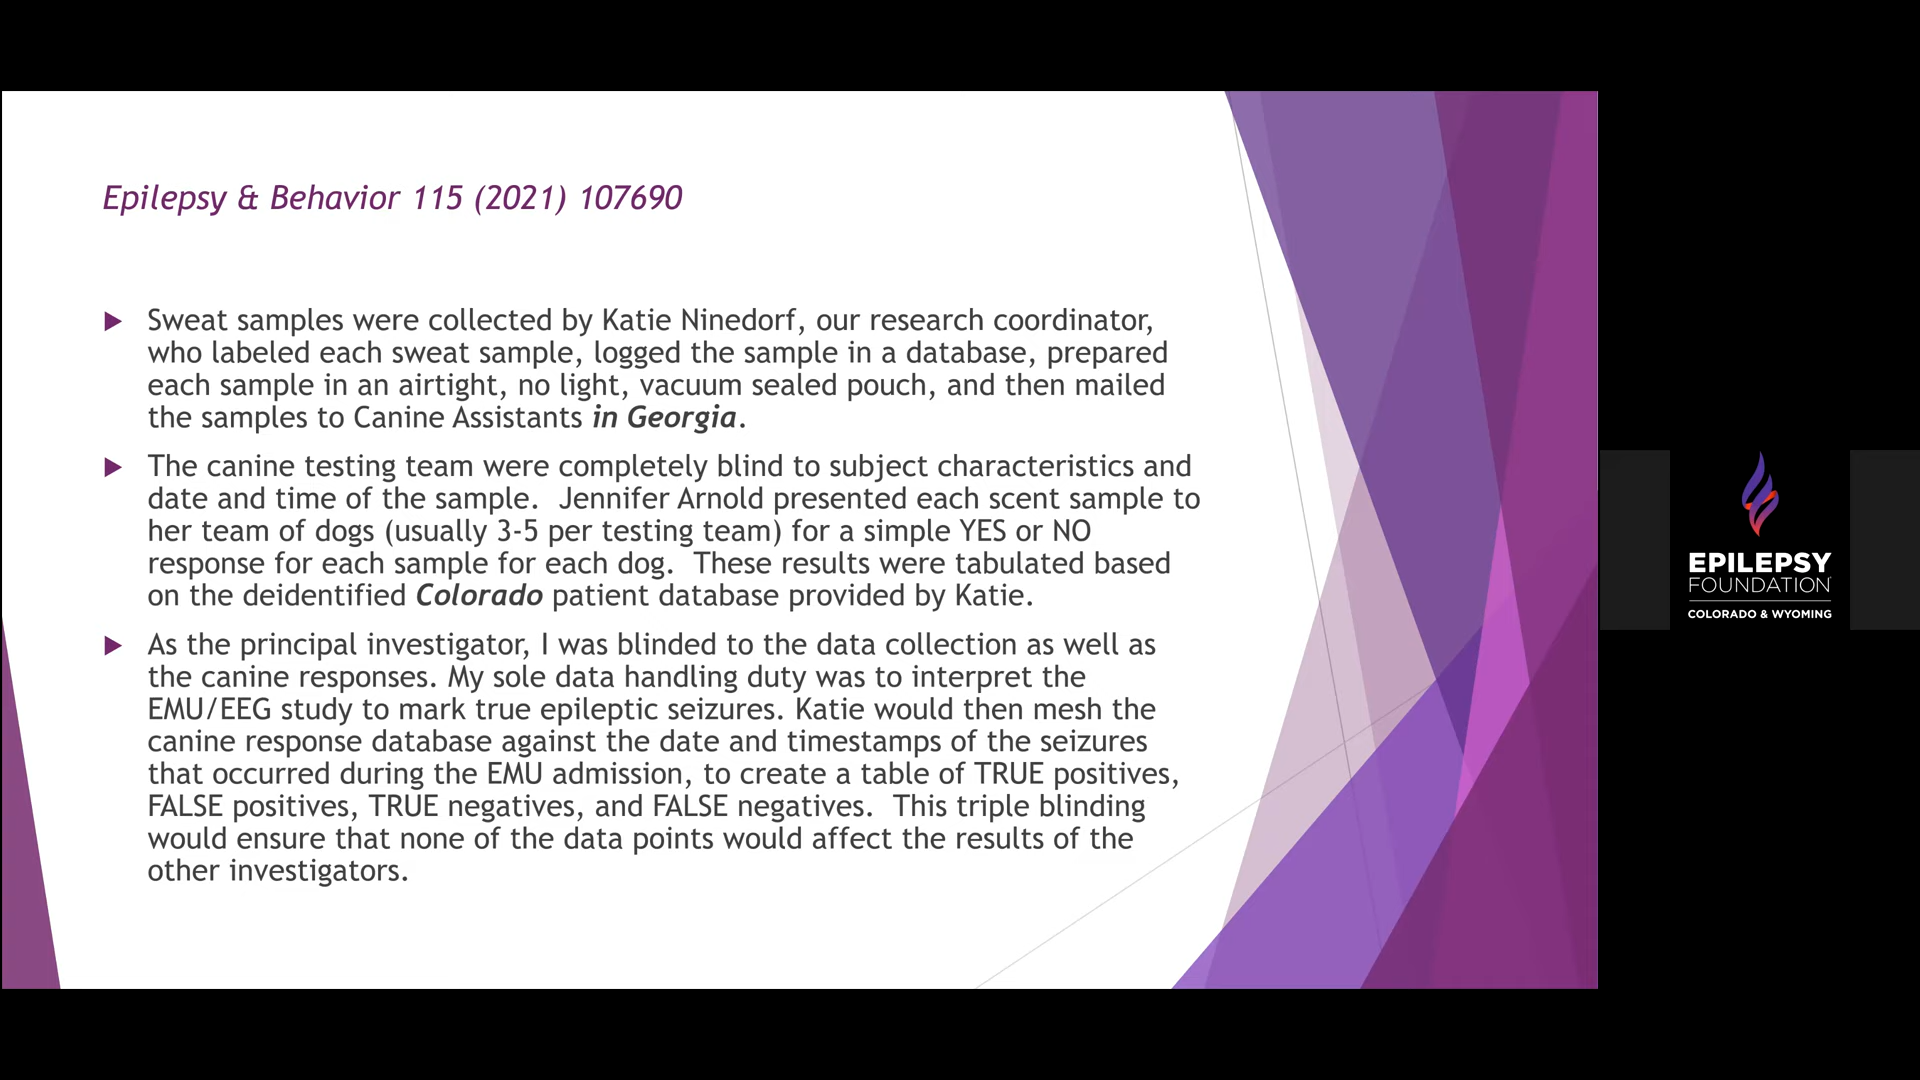 Epilepsy & Behavior 115 (2021) 107690
Sweat samples were collected by Katie Ninedorf, our research coordinator,
who labeled each sweat sample, logged the sample in a database, prepared
each sample in an airtight, no light, vacuum sealed pouch, and then mailed
the samples to Canine Assistants in Georgia.
The canine testing team were completely blind to subject characteristics and
date and time of the sample.  Jennifer Arnold presented each scent sample to
her team of dogs (usually 3-5 per testing team) for a simple YES or NO
response for each sample for each dog.  These results were tabulated based
on the deidentified Colorado patient database provided by Katie.
As the principal investigator, I was blinded to the data collection as well as
the canine responses. My sole data handling duty was to interpret the
EMU/EEG study to mark true epileptic seizures. Katie would then mesh the
canine response database against the date and timestamps of the seizures
that occurred during the EMU admission, to create a table of TRUE positives,
FALSE positives, TRUE negatives, and FALSE negatives.  This triple blinding
would ensure that none of the data points would affect the results of the
other investigators.
EPILEPSY
FOUNDATION
COLORADO & WYOMING